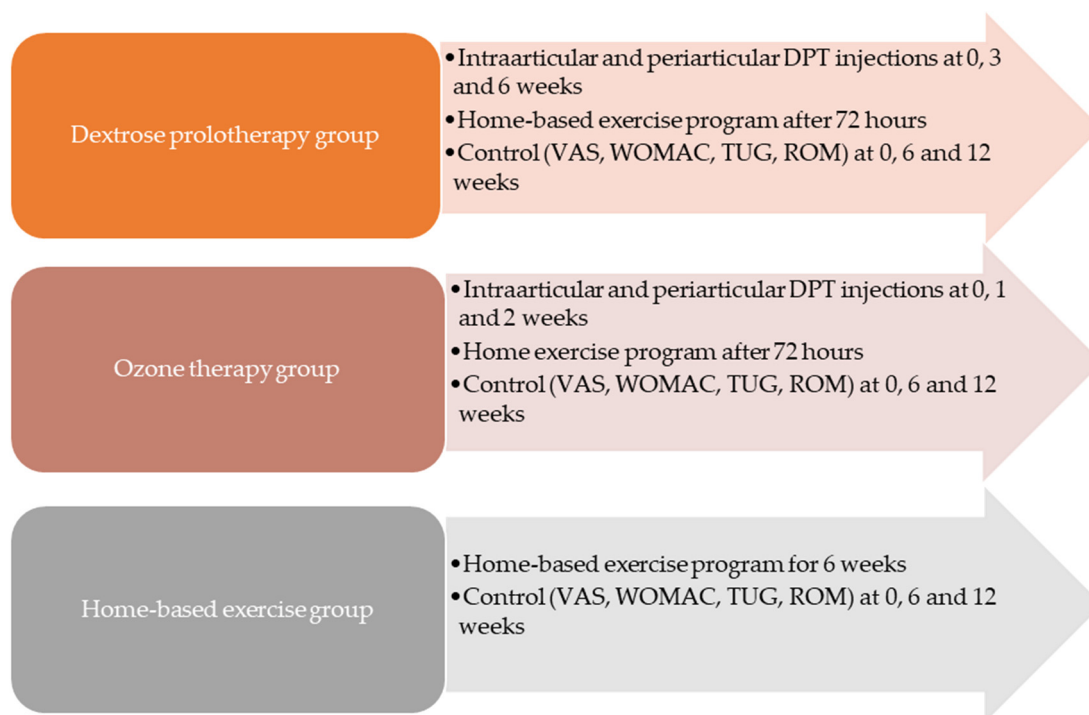 Dextrose prolotherapy group
•Intraarticular and periarticular DPT injections at 0, 3
and 6 weeks
•Home-based exercise program after 72 hours
•Control (VAS, WOMAC, TUG, ROM) at 0, 6 and 12
weeks
Ozone therapy group
•Intraarticular and periarticular DPT injections at 0, 1
and 2 weeks
•Home exercise program after 72 hours
•Control (VAS, WOMAC, TUG, ROM) at 0, 6 and 12
weeks
Home-based exercise group
•Home-based exercise program for 6 weeks
•Control (VAS, WOMAC, TUG, ROM) at 0, 6 and 12
weeks